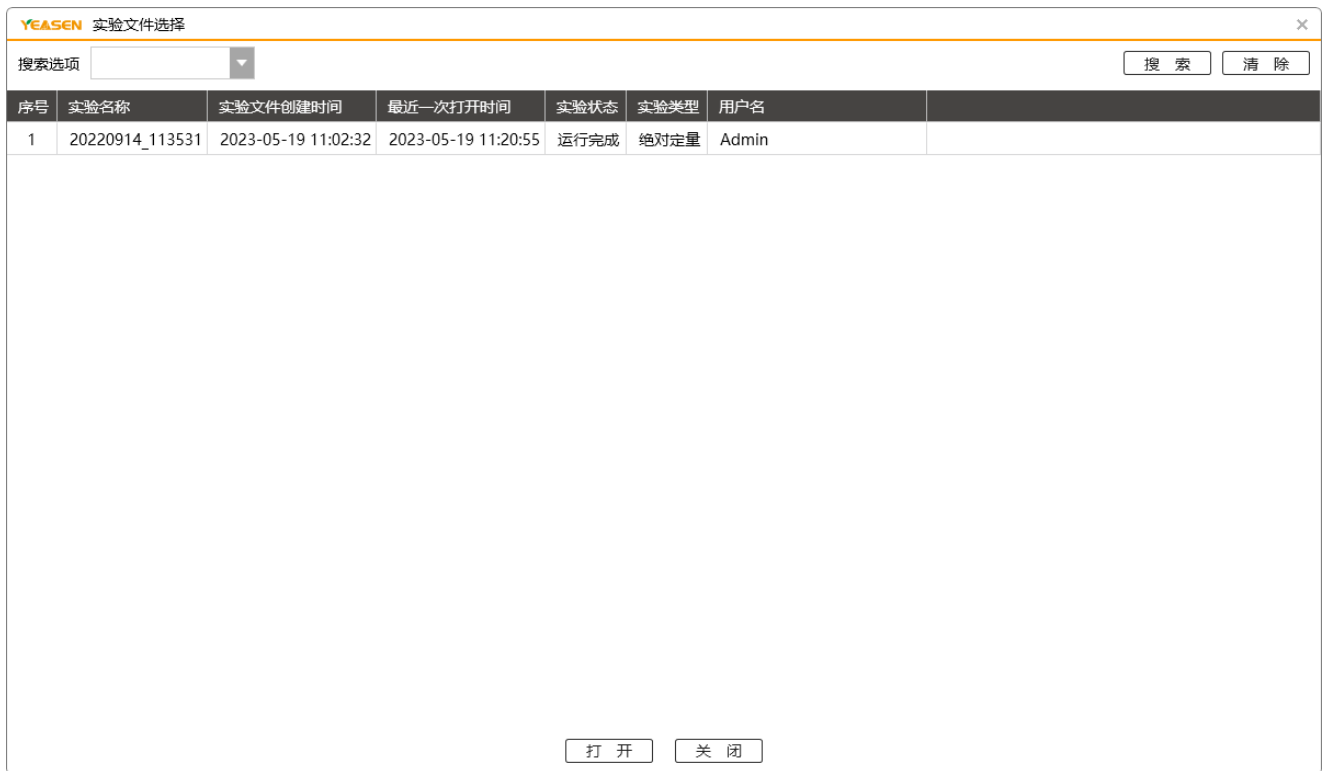 YEASEN 实验文件选择
搜索选项 搜 索 清 除
序号 实验名称 实验文件创建时间 最近一次打开时间 实验状态 实验类型 用户名
1 20220914_113531 2023-05-19 11:02:32 2023-05-19 11:20:55 运行完成 绝对定量 Admin
打 开 关 闭